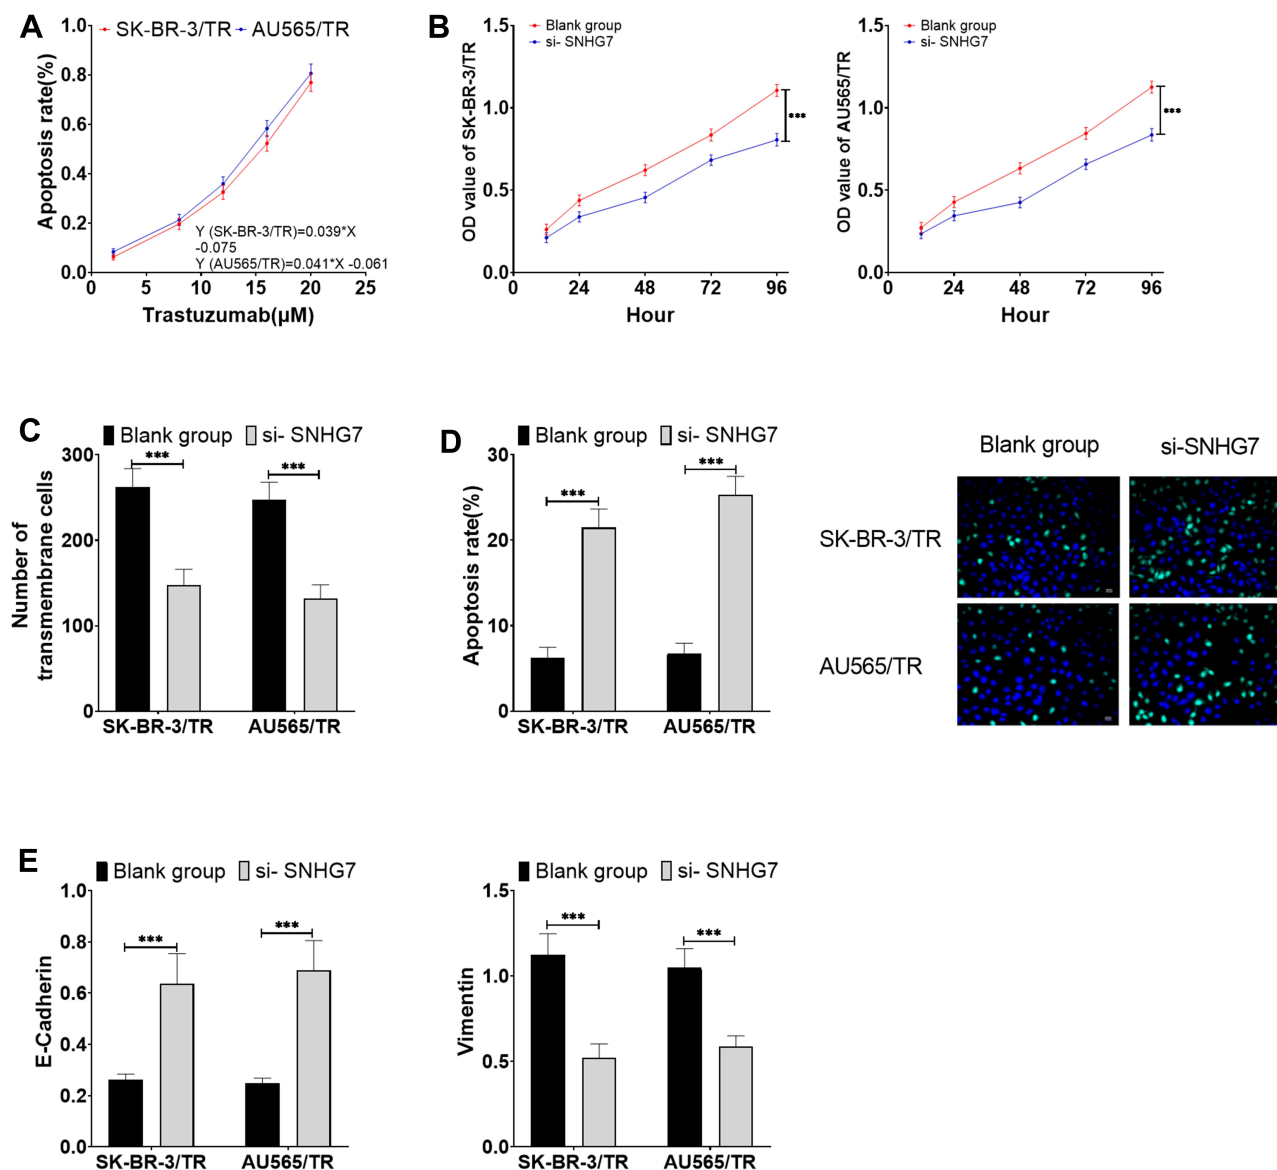 A
SK-BR-3/TR AU565/TR
Apoptosis rate(%)
1.0
0.8
0.6
0.4
0.2
0.0
Y (SK-BR-3/TR)=0.039*X
-0.075
Y (AU565/TR)=0.041*X -0.061
0 5 10 15 20 25
Trastuzumab(μM)
B
Blank group
si- SNHG7
OD value of SK-BR-3/TR
1.5
1.0
0.5
0.0
***
0 24 48 72 96
Hour
Blank group
si- SNHG7
OD value of AU565/TR
1.5
1.0
0.5
0.0
***
0 24 48 72 96
Hour
C
Blank group si- SNHG7
Number of
transmembrane cells
300
200
100
0
*** ***
SK-BR-3/TR AU565/TR
D
Blank group si- SNHG7
Apoptosis rate(%)
30
20
10
0
*** ***
SK-BR-3/TR AU565/TR
Blank group si-SNHG7
SK-BR-3/TR
AU565/TR
E
Blank group si- SNHG7
E-Cadherin
1.0
0.8
0.6
0.4
0.2
0.0
*** ***
SK-BR-3/TR AU565/TR
Blank group si- SNHG7
Vimentin
1.5
1.0
0.5
0.0
*** ***
SK-BR-3/TR AU565/TR